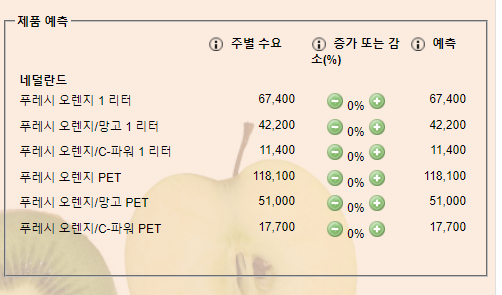 제품 예측
주별 수요 증가 또는 감소(%) 예측
네덜란드
푸레시 오렌지 1 리터 67,400 0% 67,400
푸레시 오렌지/망고 1 리터 42,200 0% 42,200
푸레시 오렌지/C-파워 1 리터 11,400 0% 11,400
푸레시 오렌지 PET 118,100 0% 118,100
푸레시 오렌지/망고 PET 51,000 0% 51,000
푸레시 오렌지/C-파워 PET 17,700 0% 17,700